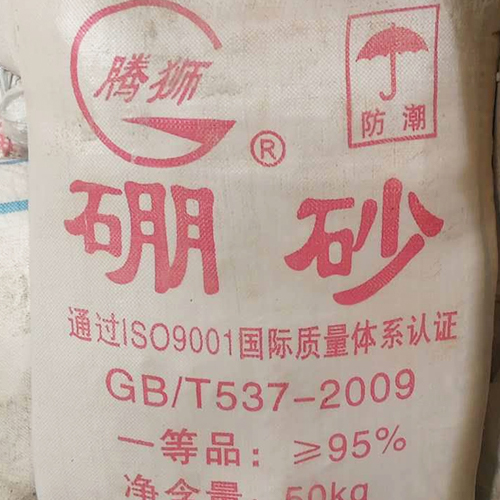 腾狮
®
防潮
硼砂
通过ISO9001国际质量体系认证
GB/T537-2009
一等品：≥95%
净含量：50kg